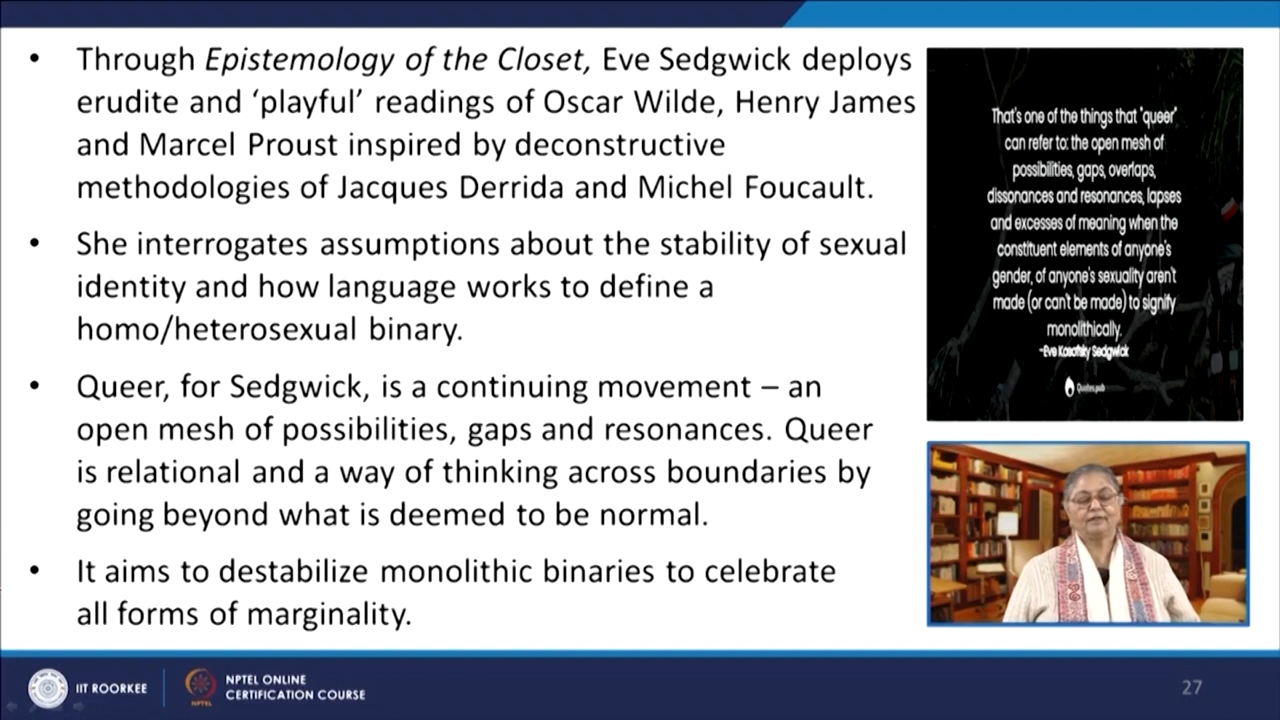 • Through Epistemology of the Closet, Eve Sedgwick deploys
erudite and ‘playful’ readings of Oscar Wilde, Henry James
and Marcel Proust inspired by deconstructive
methodologies of Jacques Derrida and Michel Foucault.
• She interrogates assumptions about the stability of sexual
identity and how language works to define a
homo/heterosexual binary.
• Queer, for Sedgwick, is a continuing movement – an
open mesh of possibilities, gaps and resonances. Queer
is relational and a way of thinking across boundaries by
going beyond what is deemed to be normal.
• It aims to destabilize monolithic binaries to celebrate
all forms of marginality.
That's one of the things that "queer"
can refer to: the open mesh of
possibilities, gaps, overlaps,
dissonances and resonances, lapses
and excesses of meaning when the
constituent elements of anyone's
gender, of anyone's sexuality aren't
made (or can't be made) to signify
monolithically.
-Eve Kosofsky Sedgwick
Quotes.pub
IIT ROORKEE
NPTEL
NPTEL ONLINE
CERTIFICATION COURSE
27